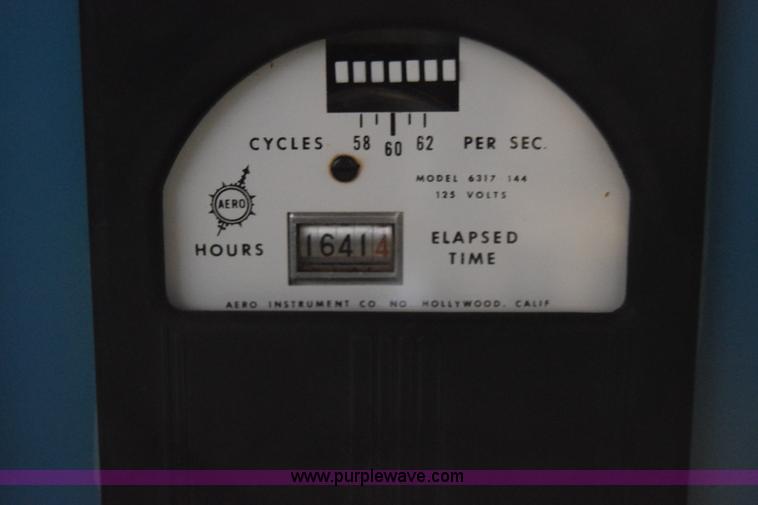 CYCLES 58 60 62 PER SEC.
MODEL 6317 144
125 VOLTS
AERO
HOURS 16414 ELAPSED
TIME
AERO INSTRUMENT CO. NO. HOLLYWOOD, CALIF
www.purplewave.com